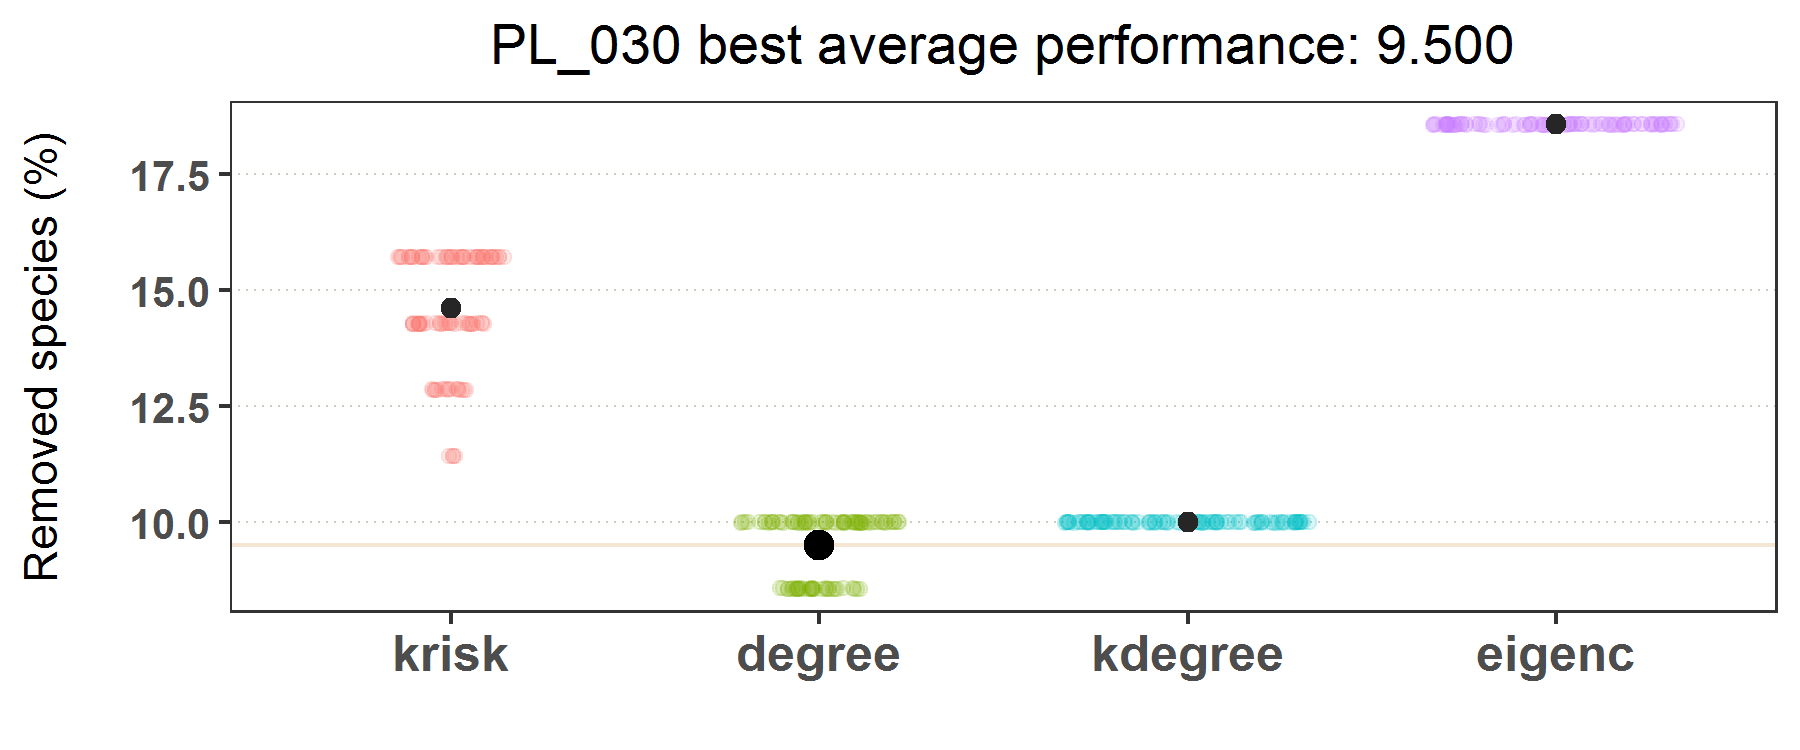 PL_030 best average performance: 9.500
Removed species (%)
17.5
15.0
12.5
10.0
krisk degree kdegree eigenc